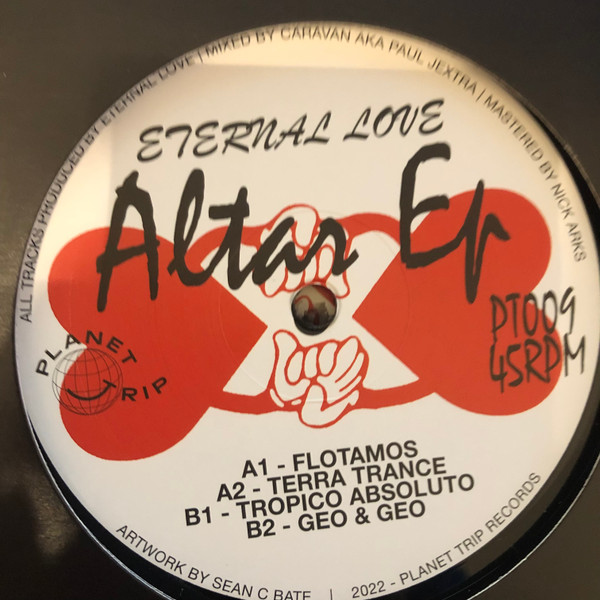 ALL TRACKS PRODUCED BY ETERNAL LOVE | MIXED BY CARAVAN AKA PAUL JEXTRA | MASTERED BY NICK ARKS
ETERNAL LOVE
Altar Ep
PT009
45RPM
PLANET
TRIP
A1 - FLOTAMOS
A2 - TERRA TRANCE
B1 - TROPICO ABSOLUTO
B2 - GEO & GEO
ARTWORK BY SEAN C BATE | 2022 - PLANET TRIP RECORDS